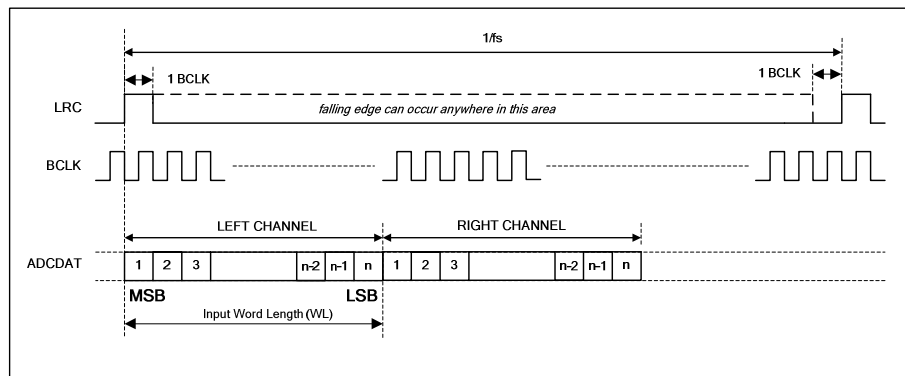 1/fs
1 BCLK
1 BCLK
LRC
falling edge can occur anywhere in this area
BCLK
LEFT CHANNEL
RIGHT CHANNEL
ADCDAT
1 2 3 n-2 n-1 n 1 2 3 n-2 n-1 n
MSB LSB
Input Word Length (WL)